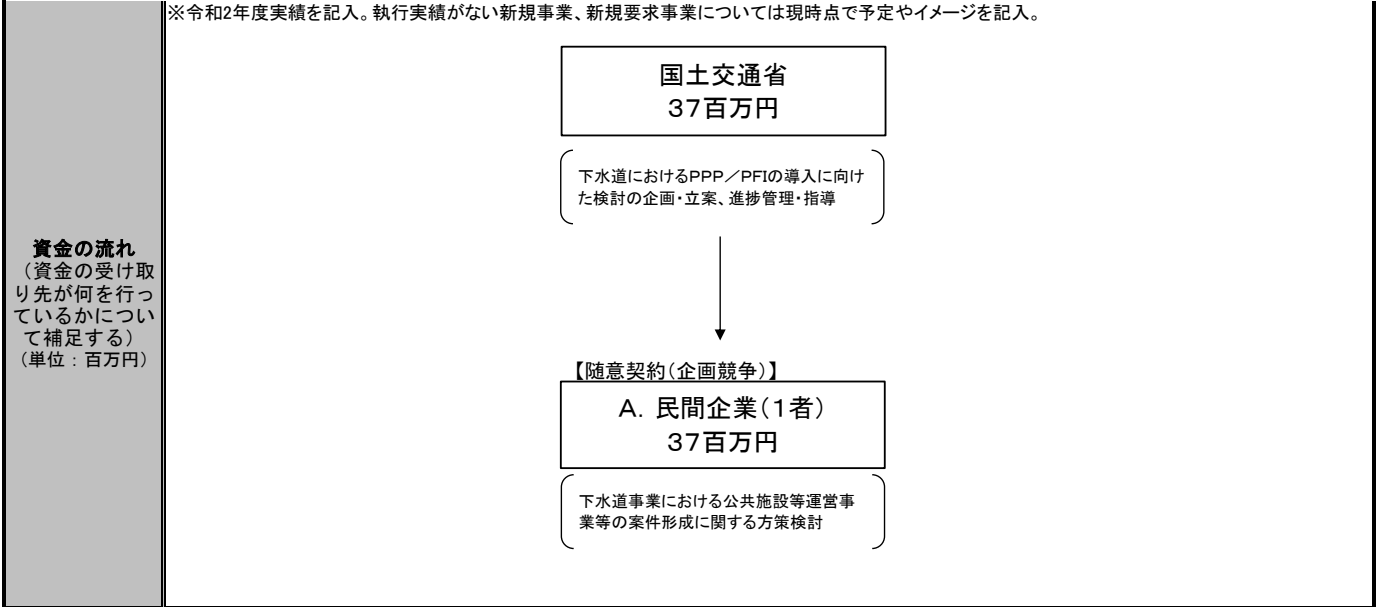 ※令和2年度実績を記入。執行実績がない新規事業、新規要求事業については現時点で予定やイメージを記入。
国土交通省
37百万円
下水道におけるPPP/PFIの導入に向け
た検討の企画・立案、進捗管理・指導
資金の流れ
(資金の受け取
り先が何を行っ
ているかについ
て補足する)
(単位:百万円)
【随意契約(企画競争)】
A. 民間企業(1者)
37百万円
下水道事業における公共施設等運営事
業等の案件形成に関する方策検討